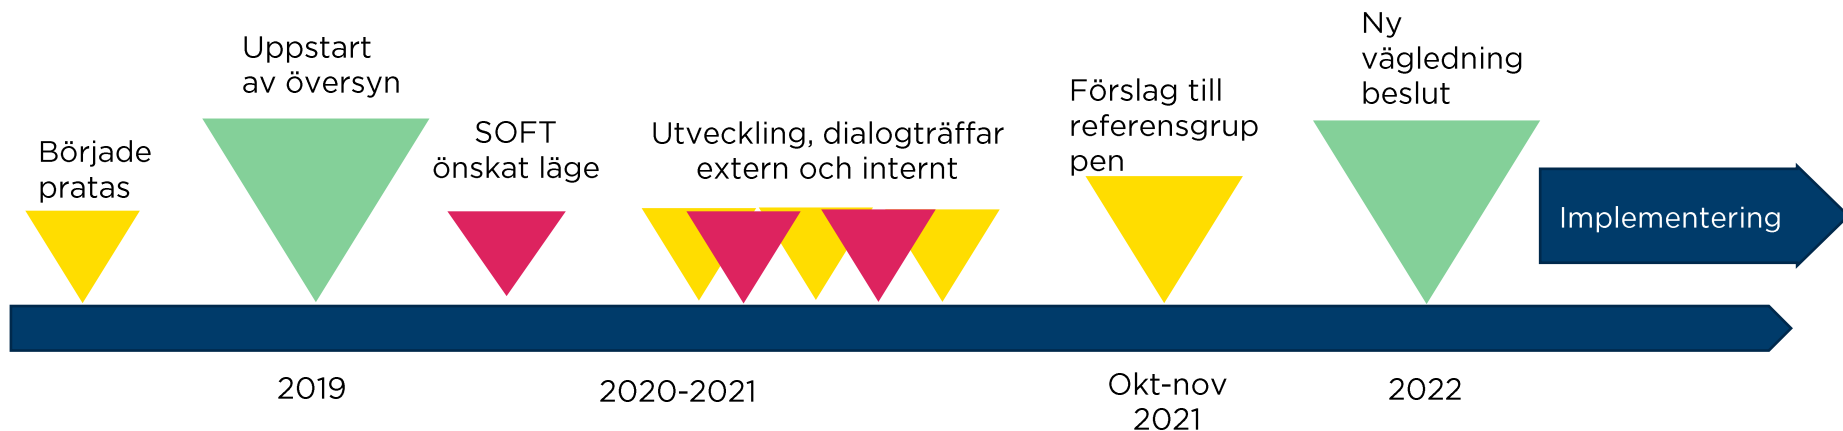 Började
pratas
Uppstart
av översyn
SOFT
önskat läge
Utveckling, dialogträffar
extern och internt
Förslag till
referensgrup
pen
Ny
vägledning
beslut
Implementering
2019
2020-2021
Okt-nov
2021
2022